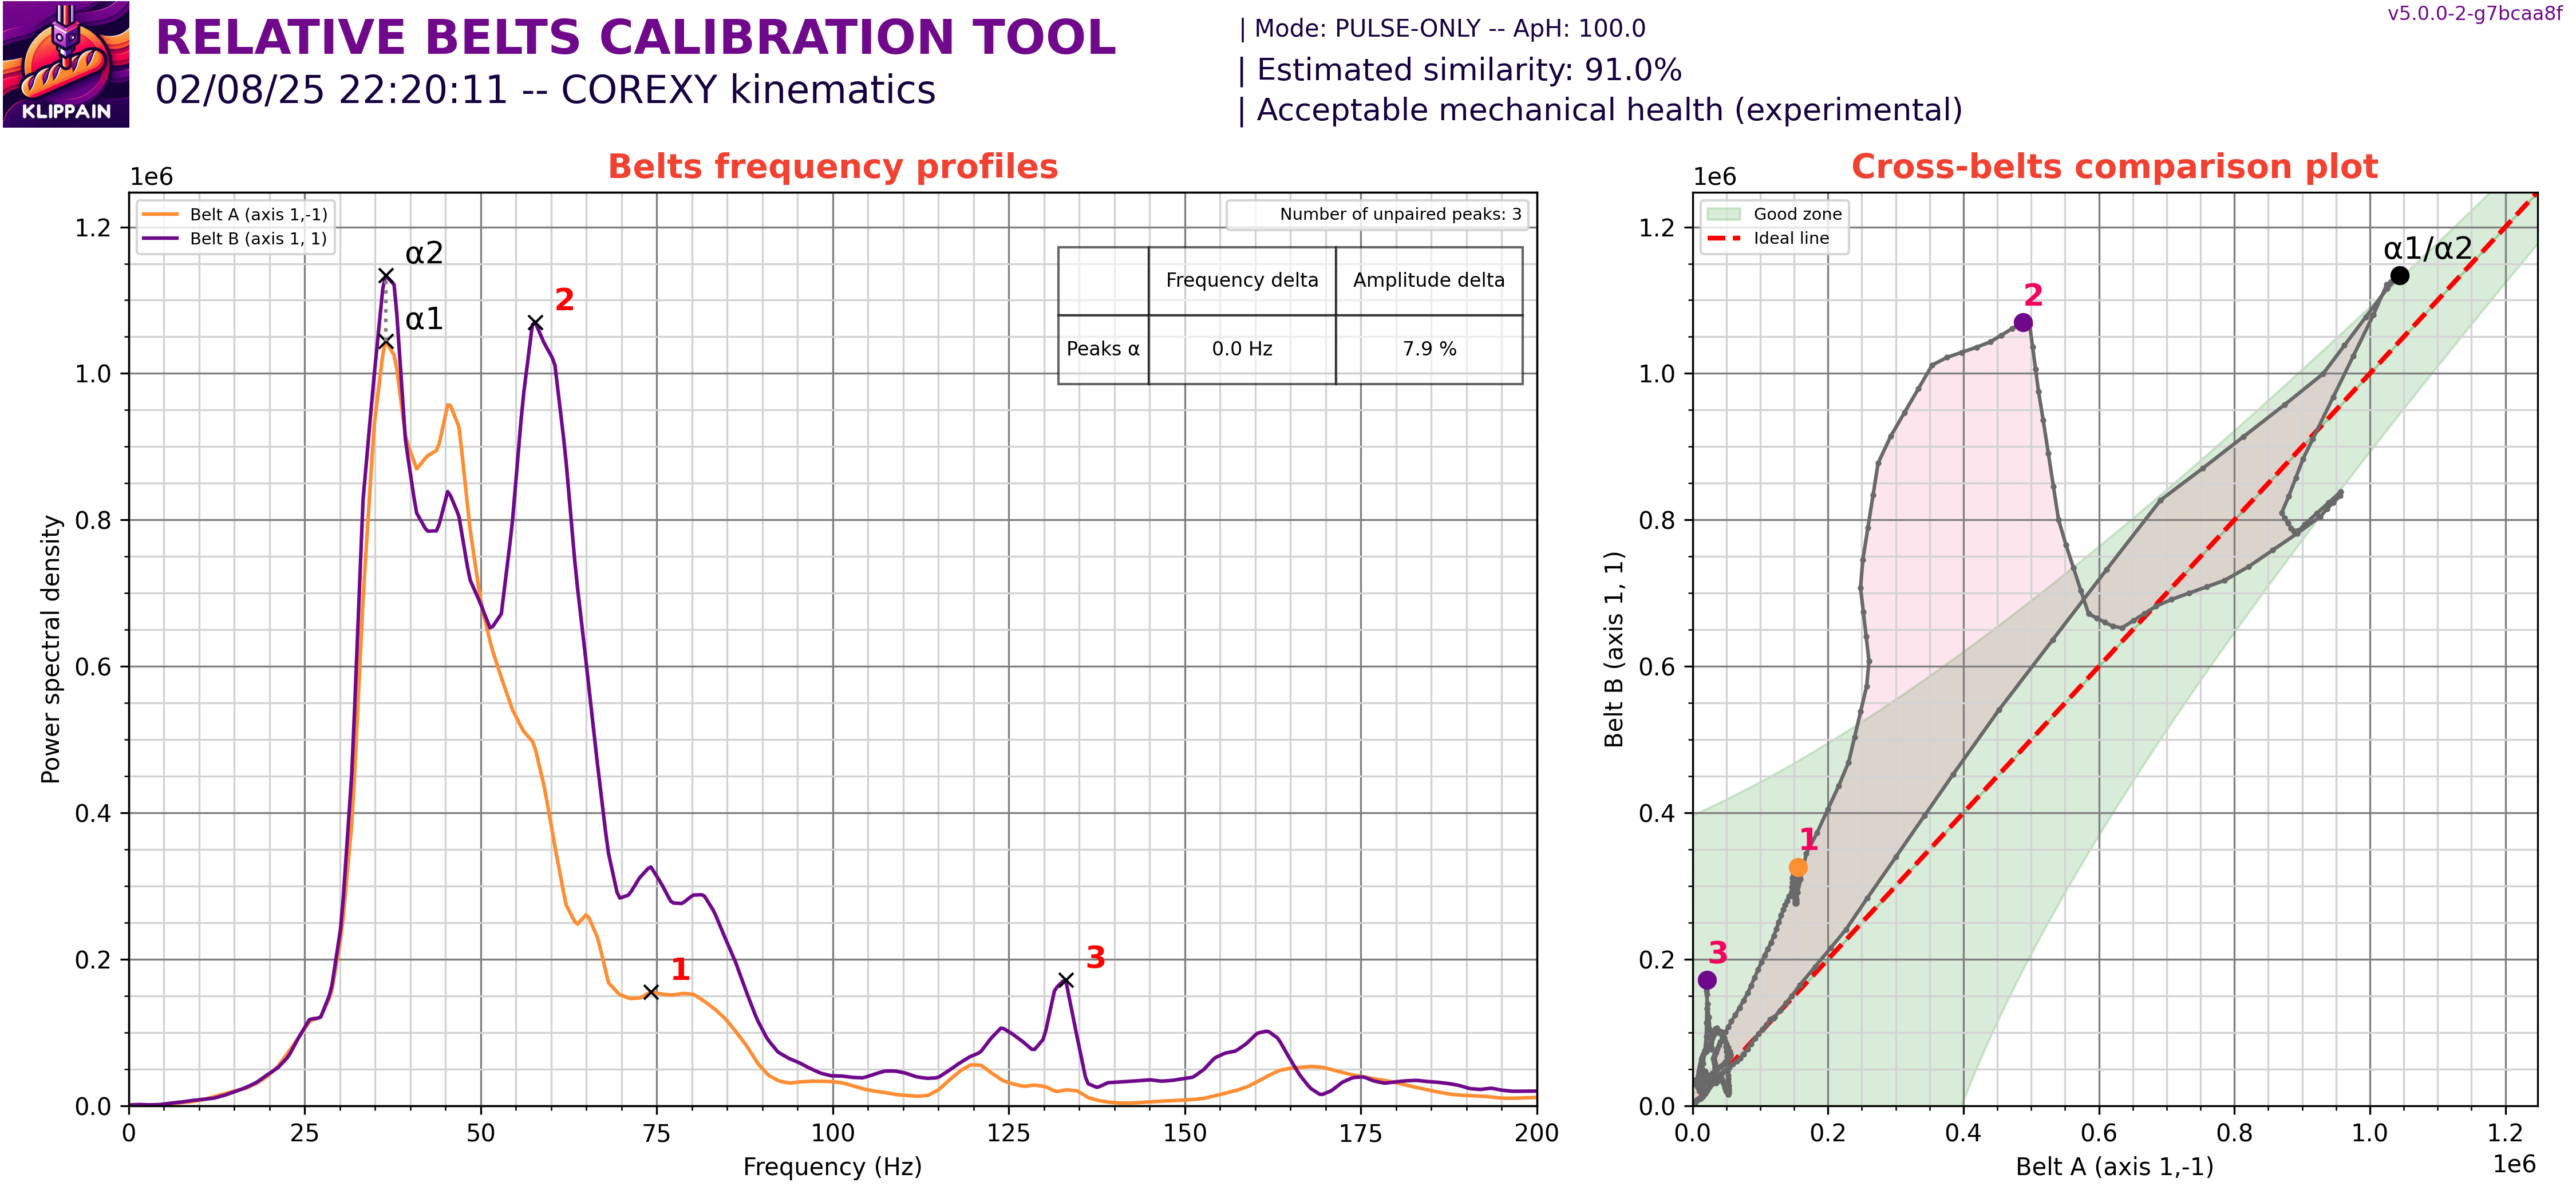 KLIPPAIN
RELATIVE BELTS CALIBRATION TOOL
02/08/25 22:20:11 -- COREXY kinematics
| Mode: PULSE-ONLY -- ApH: 100.0
| Estimated similarity: 91.0%
| Acceptable mechanical health (experimental)
v5.0.0-2-g7bcaa8f
Belts frequency profiles
1e6
Belt A (axis 1,-1)
Belt B (axis 1, 1)
Number of unpaired peaks: 3
Frequency delta Amplitude delta
Peaks α 0.0 Hz 7.9 %
α2
α1
2
1
3
1.2
1.0
0.8
0.6
0.4
0.2
0.0
Power spectral density
0 25 50 75 100 125 150 175 200
Frequency (Hz)
Cross-belts comparison plot
1e6
Good zone
Ideal line
α1/α2
2
1
3
1.2
1.0
0.8
0.6
0.4
0.2
0.0
Belt B (axis 1, 1)
0.0 0.2 0.4 0.6 0.8 1.0 1.2
Belt A (axis 1,-1)
1e6